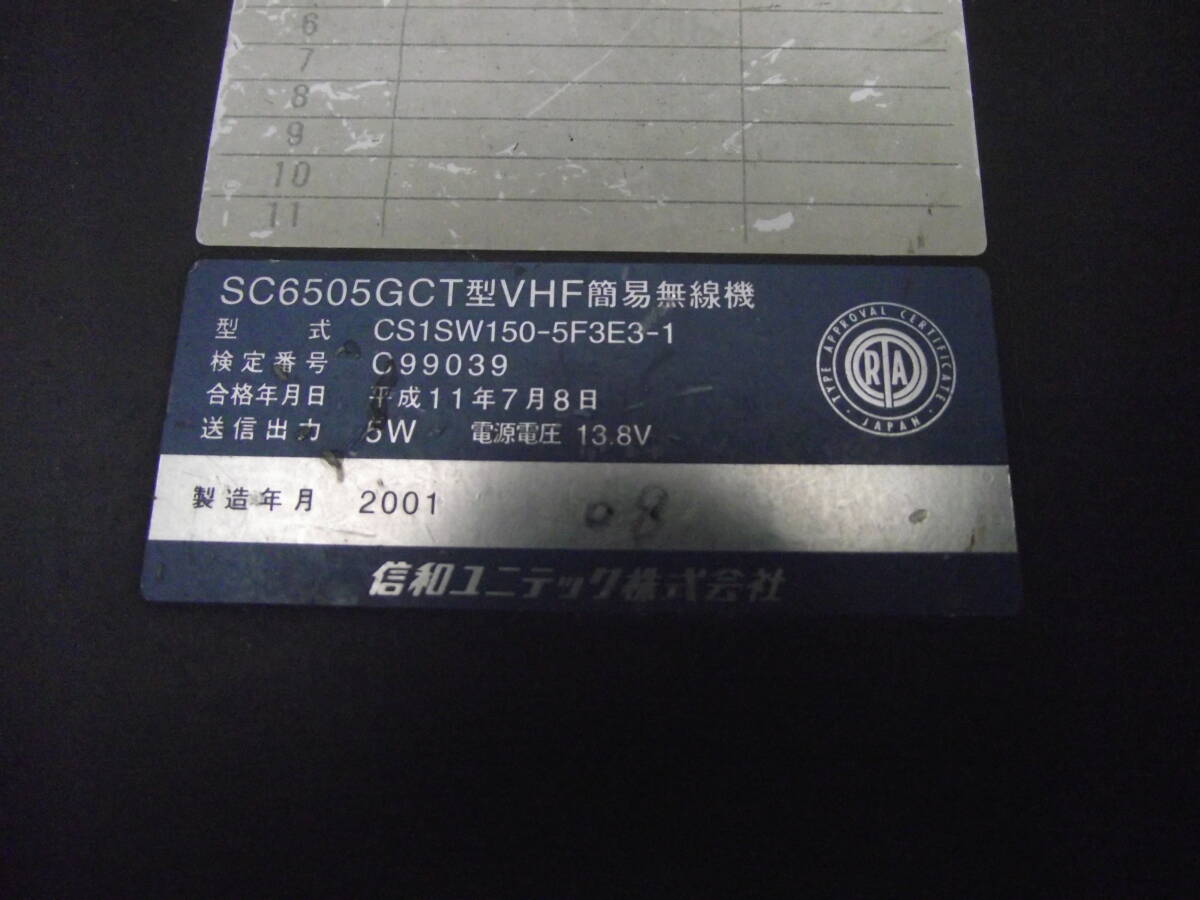 6
7
8
9
10
11
SC6505GCT型VHF簡易無線機
型　式 CS1SW150-5F3E3-1
検定番号 C99039
合格年月日 平成11年7月8日
送信出力 5W 電源電圧 13.8V
TYPE APPROVAL CERTIFICATE
RTA
JAPAN
製造年月 2001 08
信和ユニテック株式会社